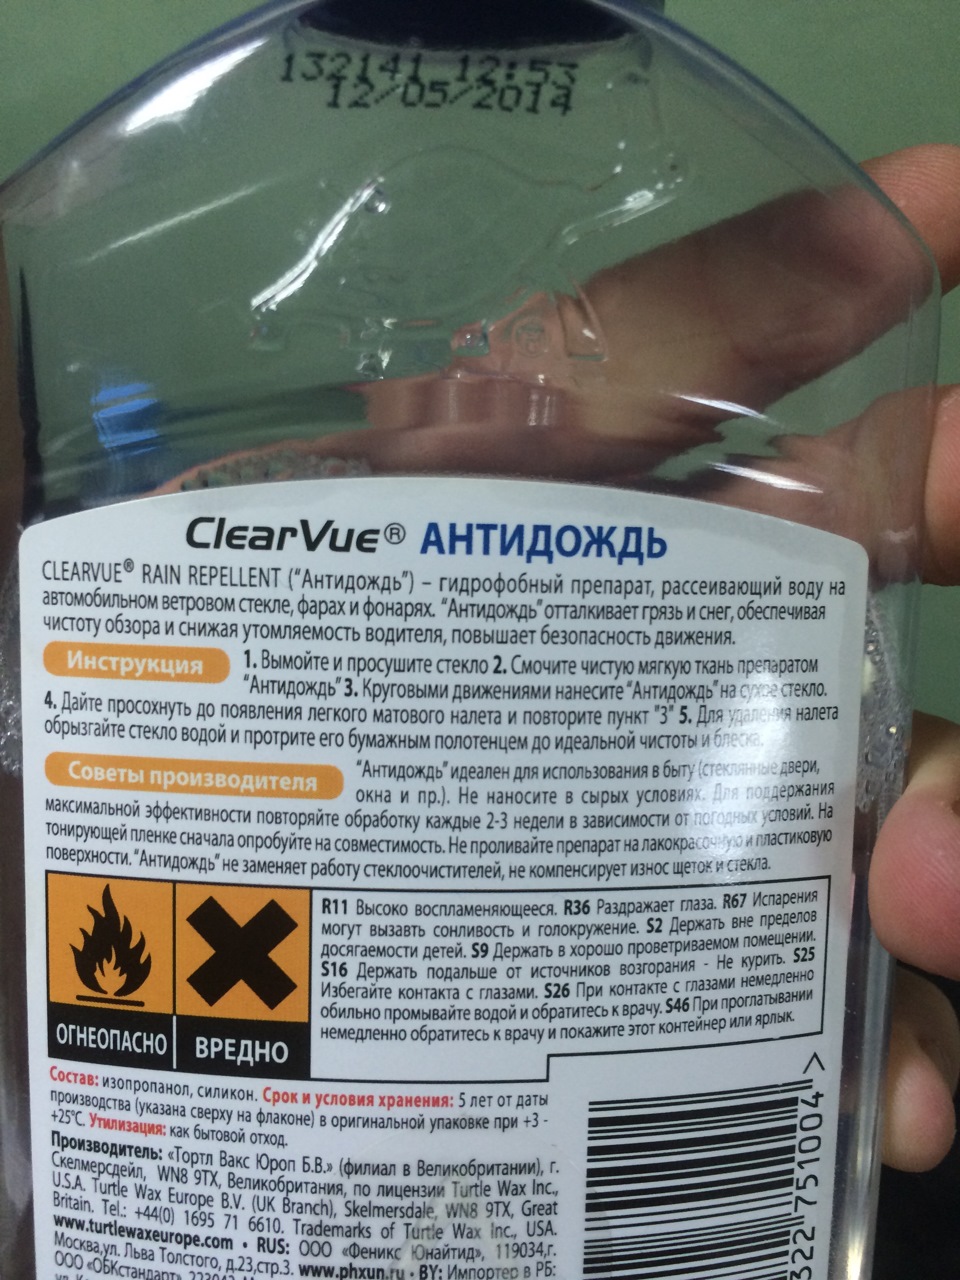 132141 12:53
12/05/2014
ClearVue® АНТИДОЖДЬ
CLEARVUE® RAIN REPELLENT (“Антидождь”) – гидрофобный препарат, рассеивающий воду на
автомобильном ветровом стекле, фарах и фонарях. “Антидождь” отталкивает грязь и снег, обеспечивая
чистоту обзора и снижая утомляемость водителя, повышает безопасность движения.
Инструкция 1. Вымойте и просушите стекло 2. Смочите чистую мягкую ткань препаратом
“Антидождь” 3. Круговыми движениями нанесите “Антидождь” на сухое стекло.
4. Дайте просохнуть до появления легкого матового налета и повторите пункт "3" 5. Для удаления налета
обрызгайте стекло водой и протрите его бумажным полотенцем до идеальной чистоты и блеска.
Советы производителя “Антидождь” идеален для использования в быту (стеклянные двери,
окна и пр.). Не наносите в сырых условиях. Для поддержания
максимальной эффективности повторяйте обработку каждые 2-3 недели в зависимости от погодных условий. На
тонирующей пленке сначала опробуйте на совместимость. Не проливайте препарат на лакокрасочную и пластиковую
поверхности. “Антидождь” не заменяет работу стеклоочистителей, не компенсирует износ щеток и стекла.
R11 Высоко воспламеняющееся. R36 Раздражает глаза. R67 Испарения
могут вызавть сонливость и голокружение. S2 Держать вне пределов
досягаемости детей. S9 Держать в хорошо проветриваемом помещении.
S16 Держать подальше от источников возгорания - Не курить. S25
Избегайте контакта с глазами. S26 При контакте с глазами немедленно
обильно промывайте водой и обратитесь к врачу. S46 При проглатывании
немедленно обратитесь к врачу и покажите этот контейнер или ярлык.
ОГНЕОПАСНО ВРЕДНО
Состав: изопропанол, силикон. Срок и условия хранения: 5 лет от даты
производства (указана сверху на флаконе) в оригинальной упаковке при +3 -
+25°С. Утилизация: как бытовой отход.
Производитель: «Тортл Вакс Юроп Б.В.» (филиал в Великобритании), г.
Скелмерсдейл, WN8 9TX, Великобритания, по лицензии Turtle Wax Inc.,
U.S.A. Turtle Wax Europe B.V. (UK Branch), Skelmersdale, WN8 9TX, Great
Britain. Tel.: +44(0) 1695 71 6610. Trademarks of Turtle Wax Inc., USA.
www.turtlewaxeurope.com • RUS: ООО «Феникс Юнайтид», 119034,г.
Москва,ул. Льва Толстого, д.23,стр.3. www.phxun.ru • BY: Импортер в РБ:
ООО «ОБКстандарт»
322 751004 >